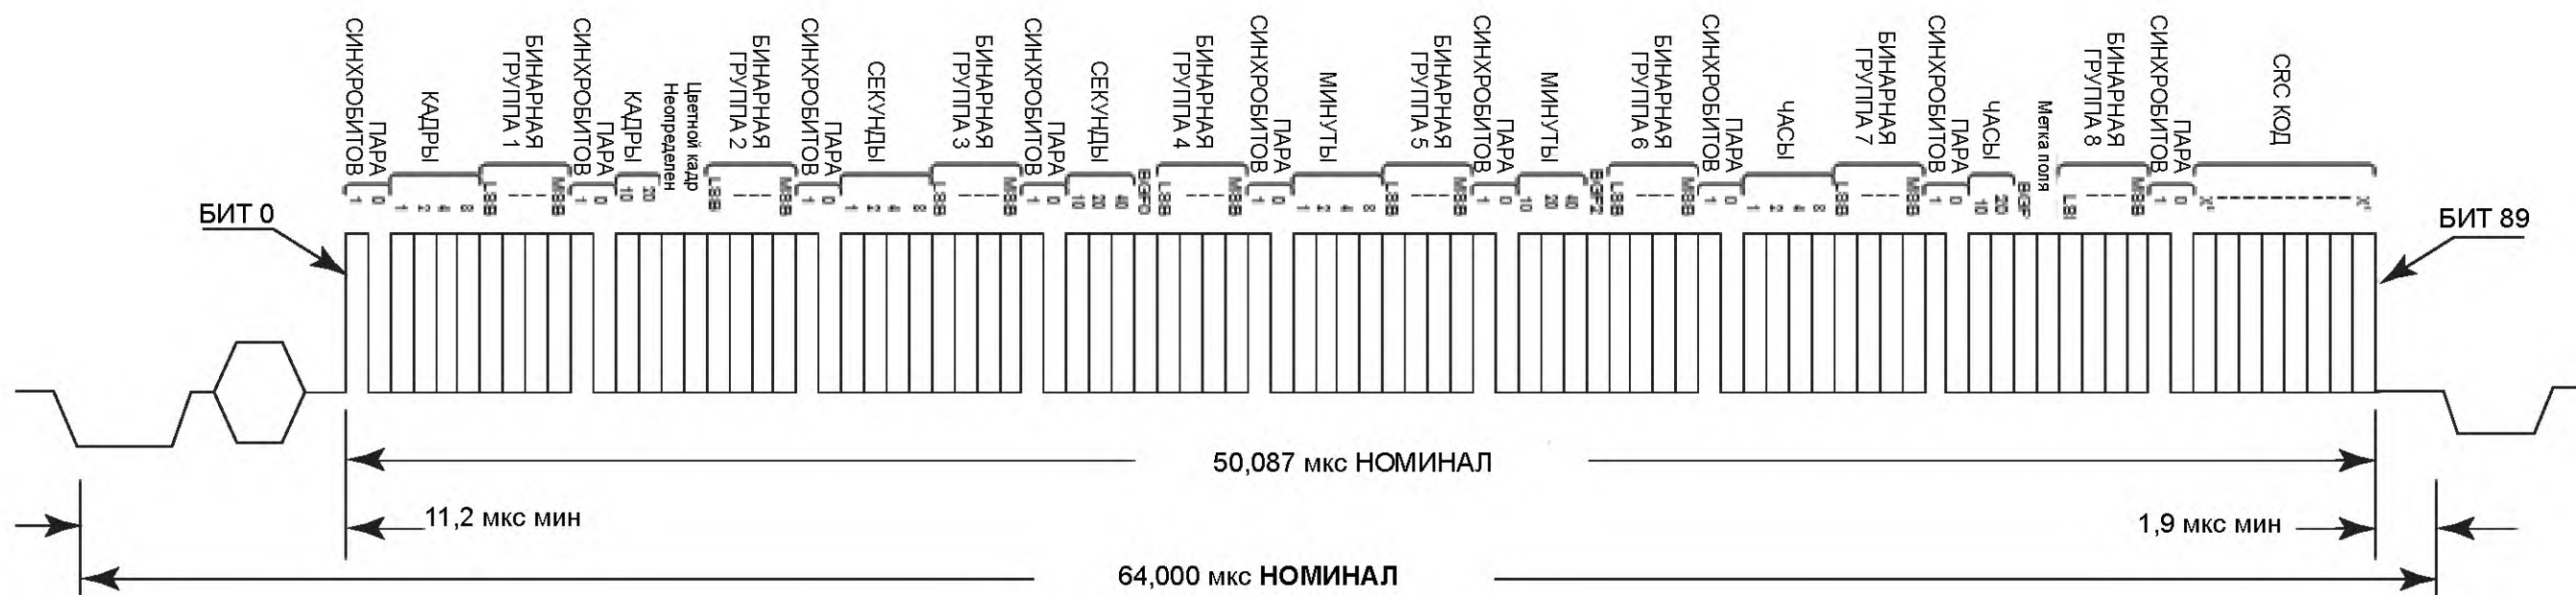 СИНХРОБИТОВ
ПАРА
КАДРЫ
БИНАРНАЯ
ГРУППА 1
СИНХРОБИТОВ
ПАРА
КАДРЫ
Неопределен
Цветной кадр
БИНАРНАЯ
ГРУППА 2
СИНХРОБИТОВ
ПАРА
СЕКУНДЫ
БИНАРНАЯ
ГРУППА 3
СИНХРОБИТОВ
ПАРА
СЕКУНДЫ
БИНАРНАЯ
ГРУППА 4
СИНХРОБИТОВ
ПАРА
МИНУТЫ
БИНАРНАЯ
ГРУППА 5
СИНХРОБИТОВ
ПАРА
МИНУТЫ
БИНАРНАЯ
ГРУППА 6
СИНХРОБИТОВ
ПАРА
ЧАСЫ
БИНАРНАЯ
ГРУППА 7
СИНХРОБИТОВ
ПАРА
ЧАСЫ
Метка поля
БИНАРНАЯ
ГРУППА 8
СИНХРОБИТОВ
ПАРА
CRC КОД
1 0 1 2 4 8 LSB MSB 1 0 10 20 LSB MSB 1 0 1 2 4 8 LSB MSB 1 0 10 20 40 BGF0 LSB MSB 1 0 1 2 4 8 LSB MSB 1 0 10 20 40 BGF2 LSB MSB 1 0 1 2 4 8 LSB MSB 1 0 10 20 BGF MSB 1 0
БИТ 0
БИТ 89
50,087 мкс НОМИНАЛ
11,2 мкс мин
1,9 мкс мин
64,000 мкс НОМИНАЛ